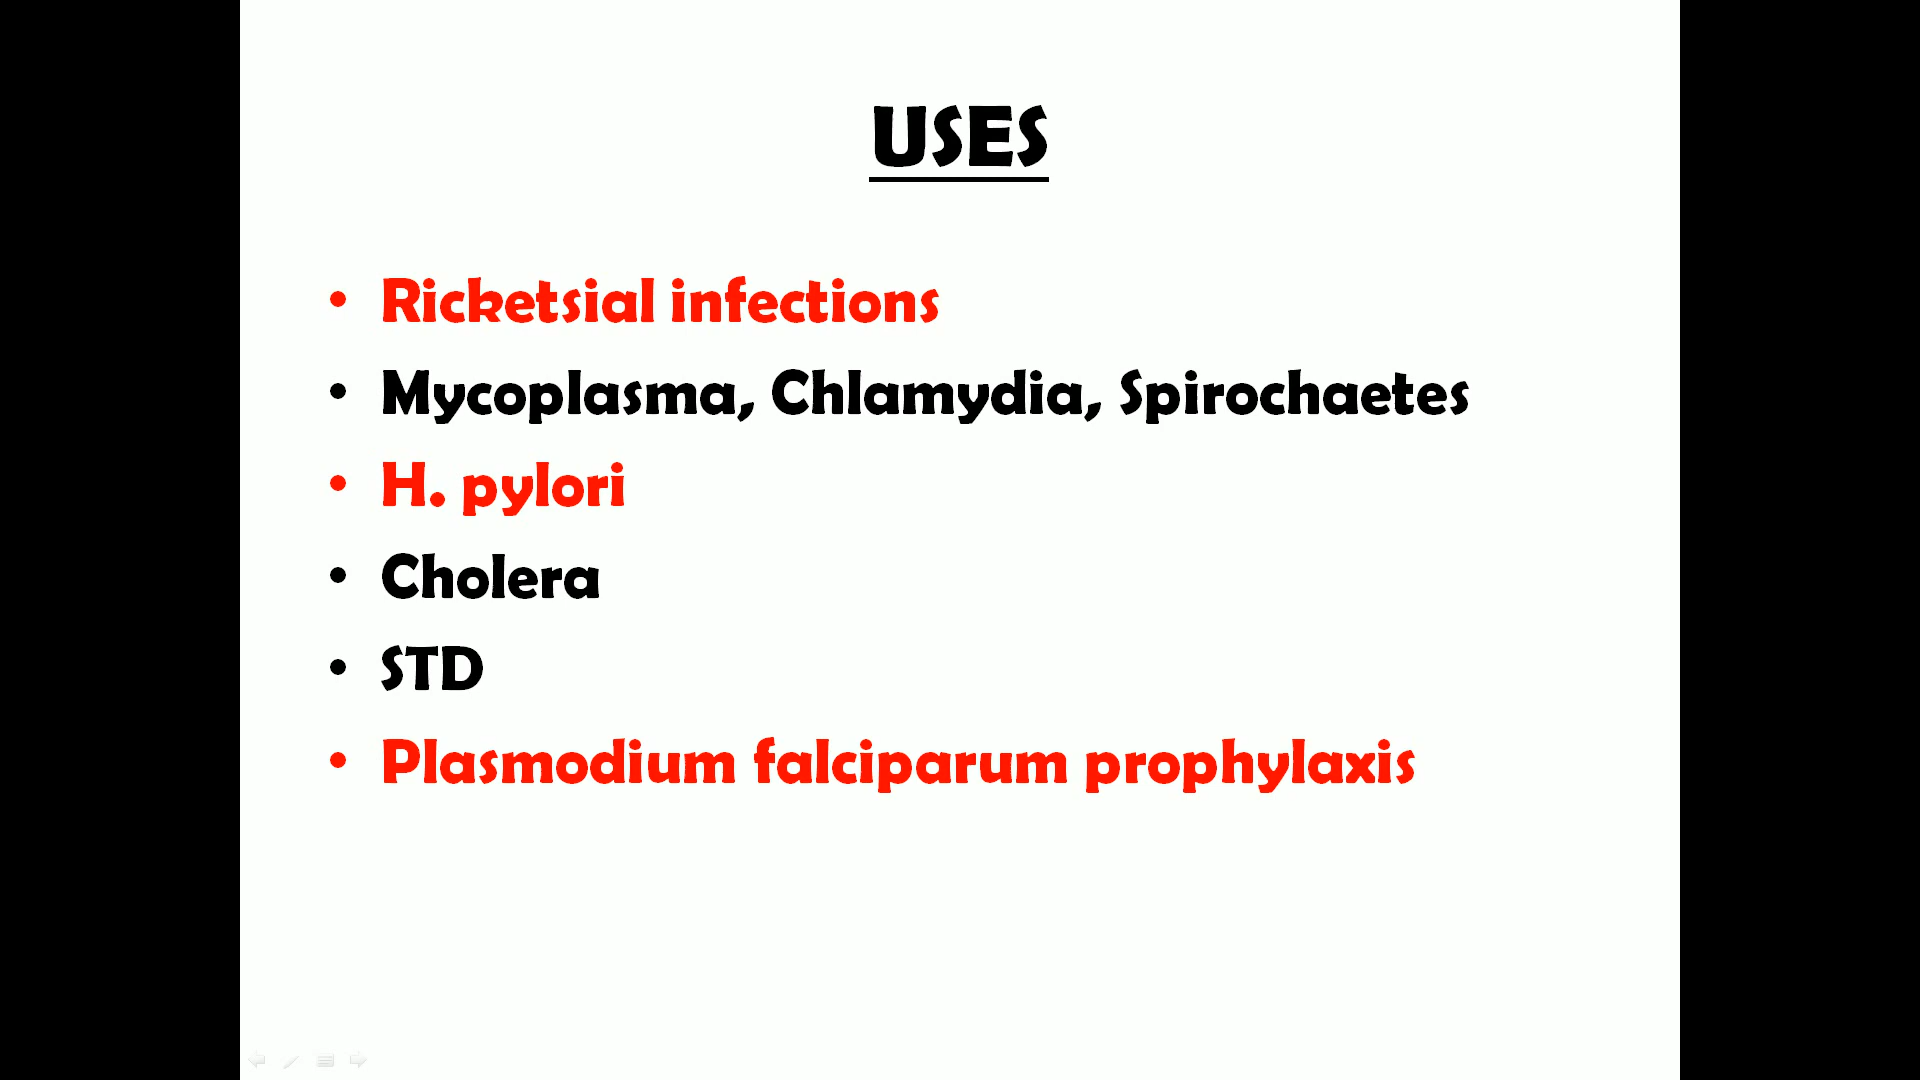 USES
• Ricketsial infections
• Mycoplasma, Chlamydia, Spirochaetes
• H. pylori
• Cholera
• STD
• Plasmodium falciparum prophylaxis